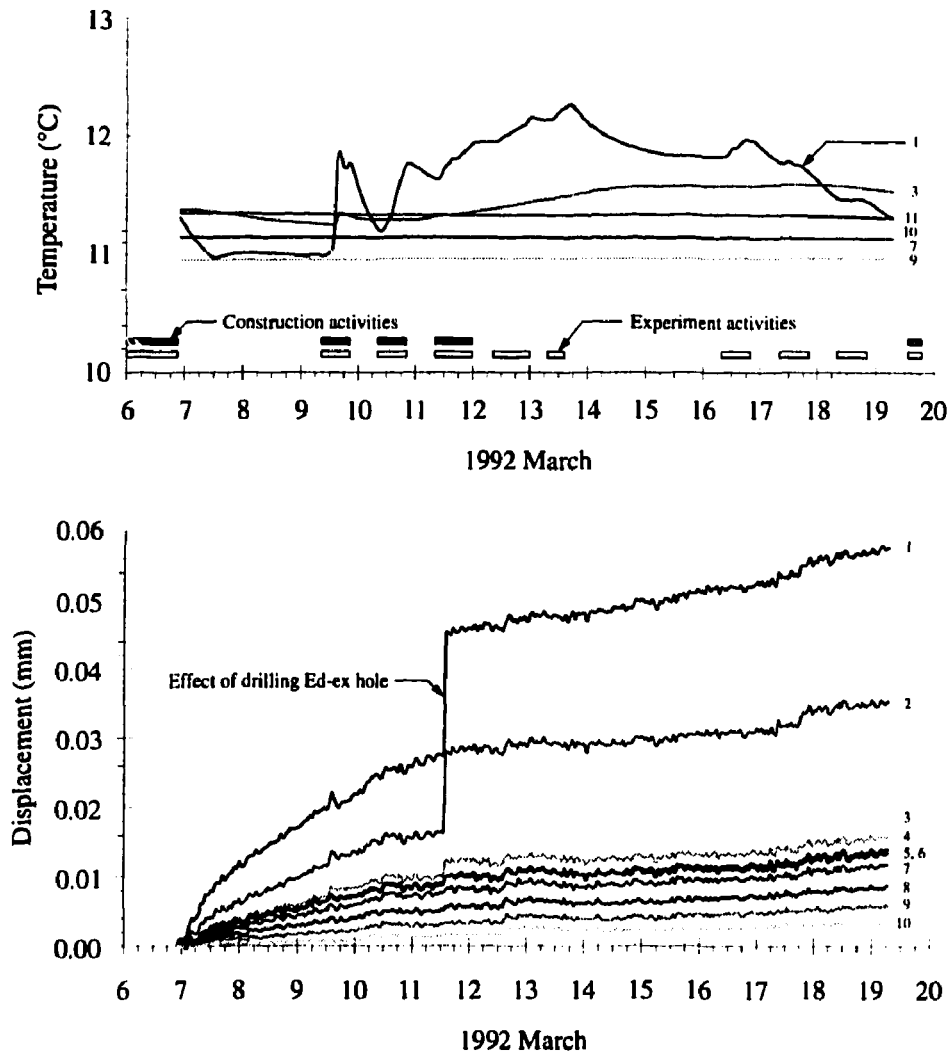 13
12
11
10
Temperature (°C)
1
3
11
10
7
9
Construction activities
Experiment activities
6 7 8 9 10 11 12 13 14 15 16 17 18 19 20
1992 March
0.06
0.05
0.04
0.03
0.02
0.01
0.00
Displacement (mm)
Effect of drilling Ed-ex hole
1
2
3
4
5, 6
7
8
9
10
6 7 8 9 10 11 12 13 14 15 16 17 18 19 20
1992 March